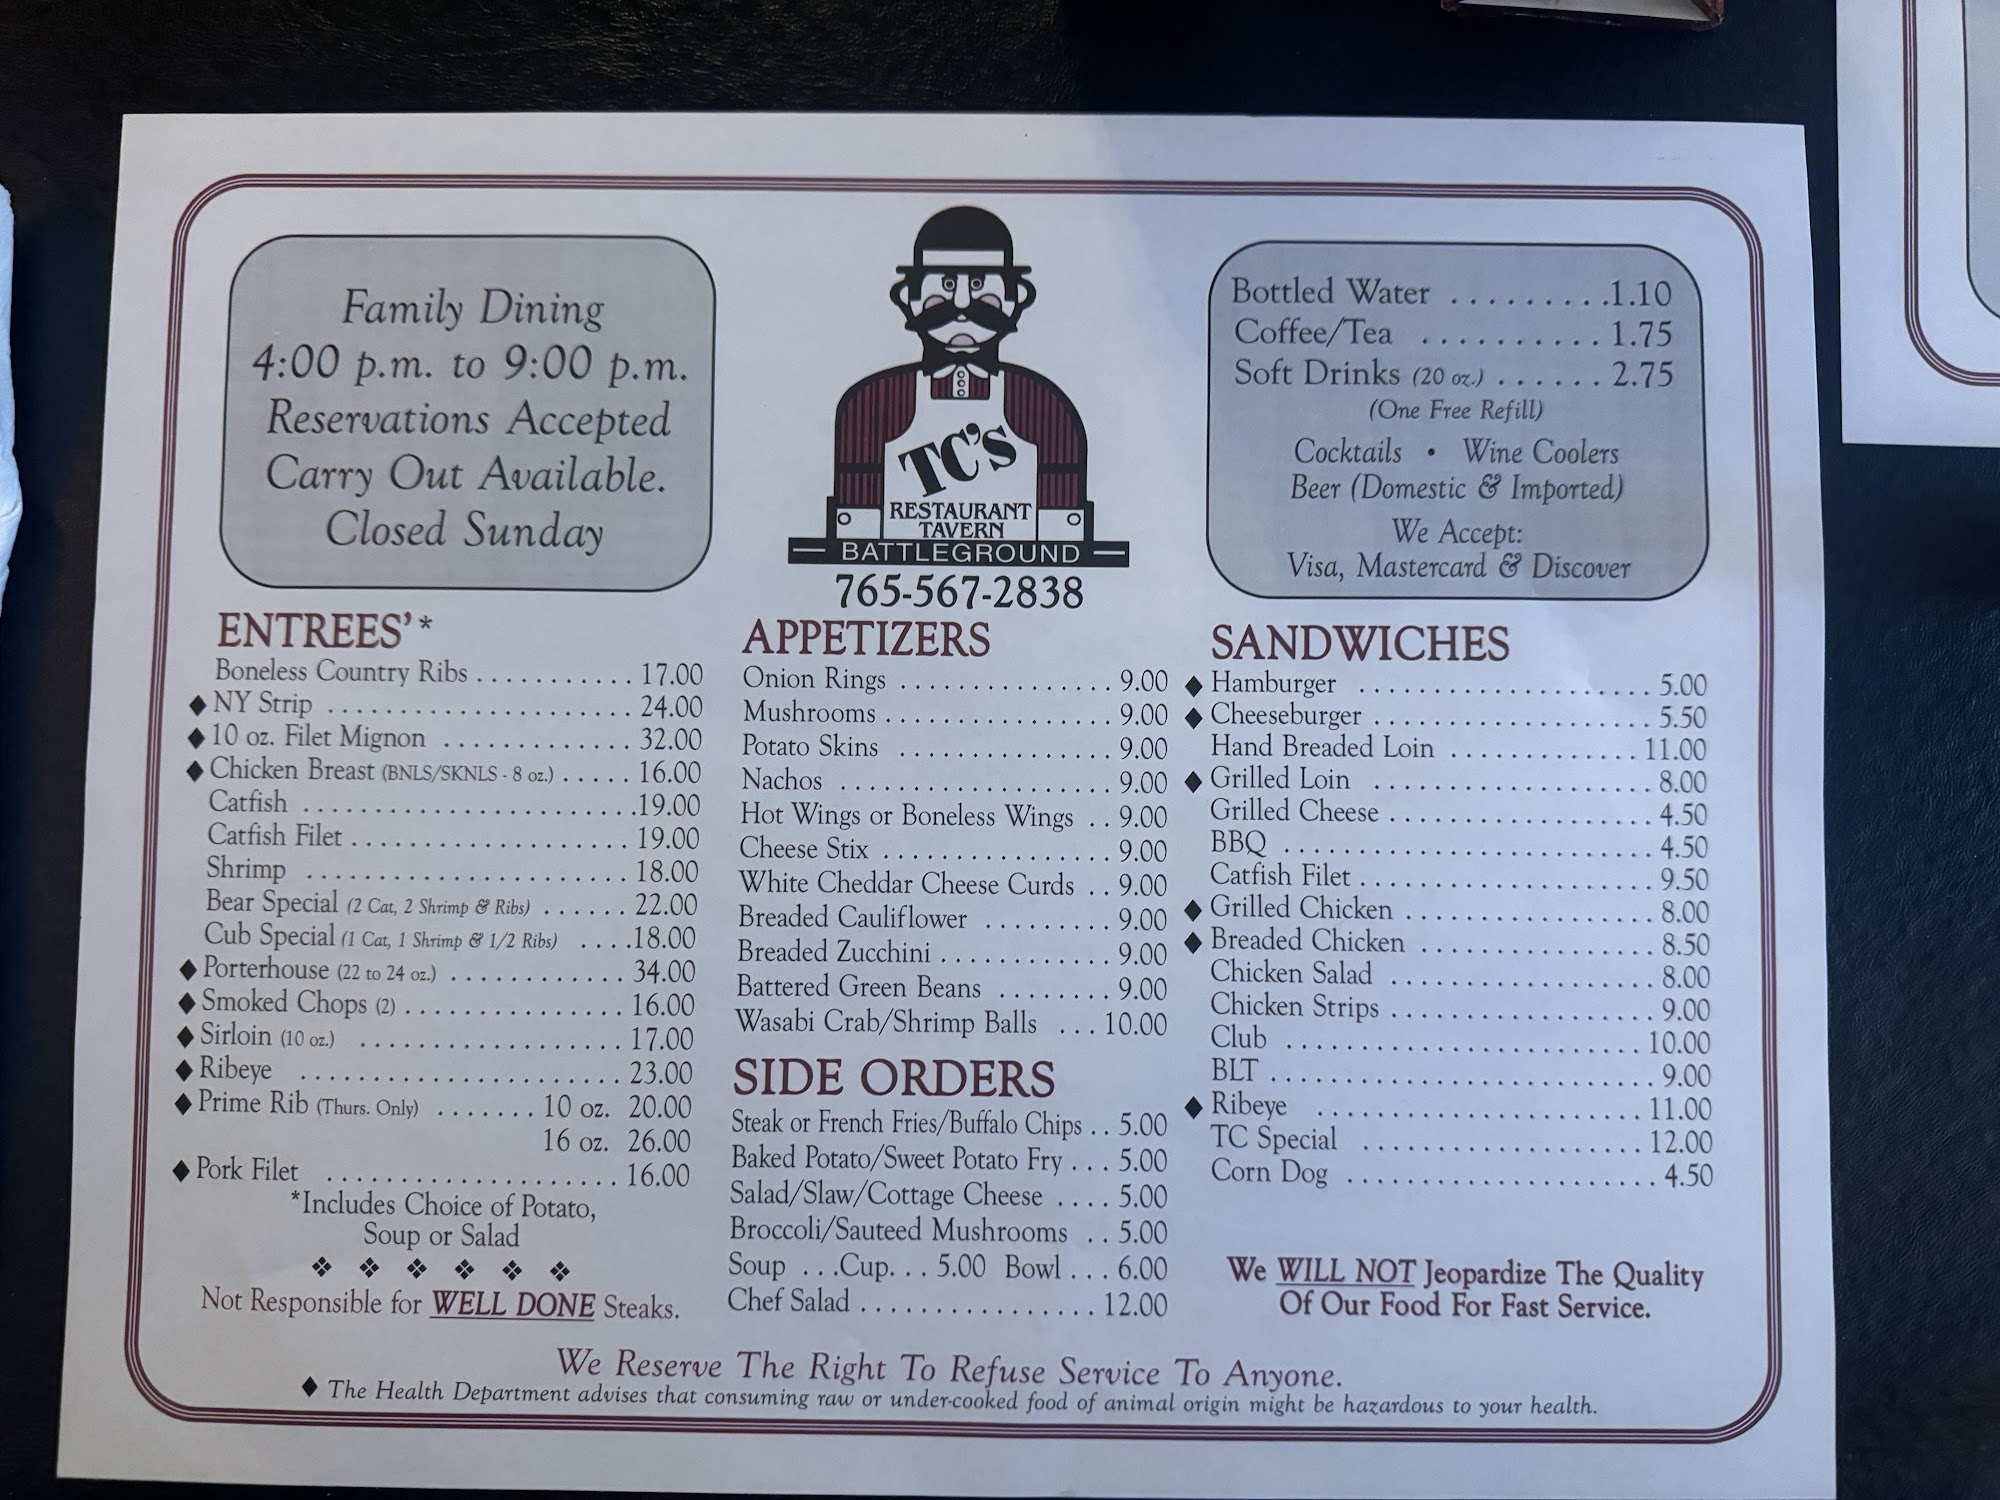 Family Dining
4:00 p.m. to 9:00 p.m.
Reservations Accepted
Carry Out Available.
Closed Sunday
TC's
RESTAURANT
TAVERN
— BATTLEGROUND —
765-567-2838
Bottled Water . . . . . . . . .1.10
Coffee/Tea . . . . . . . . . . 1.75
Soft Drinks (20 oz.) . . . . . . 2.75
(One Free Refill)
Cocktails • Wine Coolers
Beer (Domestic & Imported)
We Accept:
Visa, Mastercard & Discover
ENTREES'*
Boneless Country Ribs . . . . . . . . . . . 17.00
♦ NY Strip . . . . . . . . . . . . . . . . . . . . . 24.00
♦ 10 oz. Filet Mignon . . . . . . . . . . . . . 32.00
♦ Chicken Breast (BNLS/SKNLS - 8 oz.) . . . . . 16.00
Catfish . . . . . . . . . . . . . . . . . . . . . . .19.00
Catfish Filet . . . . . . . . . . . . . . . . . . . 19.00
Shrimp . . . . . . . . . . . . . . . . . . . . . . 18.00
Bear Special (2 Cat, 2 Shrimp & Ribs) . . . . . . 22.00
Cub Special (1 Cat, 1 Shrimp & 1/2 Ribs) . . . .18.00
♦ Porterhouse (22 to 24 oz.) . . . . . . . . . . . . 34.00
♦ Smoked Chops (2) . . . . . . . . . . . . . . . 16.00
♦ Sirloin (10 oz.) . . . . . . . . . . . . . . . . . . 17.00
♦ Ribeye . . . . . . . . . . . . . . . . . . . . . . 23.00
♦ Prime Rib (Thurs. Only) . . . . . . . 10 oz. 20.00
16 oz. 26.00
♦ Pork Filet . . . . . . . . . . . . . . . . . . . . 16.00
*Includes Choice of Potato,
Soup or Salad
❖ ❖ ❖ ❖ ❖ ❖
Not Responsible for WELL DONE Steaks.
APPETIZERS
Onion Rings . . . . . . . . . . . . . . . 9.00
Mushrooms . . . . . . . . . . . . . . . . 9.00
Potato Skins . . . . . . . . . . . . . . . 9.00
Nachos . . . . . . . . . . . . . . . . . . . 9.00
Hot Wings or Boneless Wings . . 9.00
Cheese Stix . . . . . . . . . . . . . . . . 9.00
White Cheddar Cheese Curds . . 9.00
Breaded Cauliflower . . . . . . . . . 9.00
Breaded Zucchini . . . . . . . . . . . . 9.00
Battered Green Beans . . . . . . . . 9.00
Wasabi Crab/Shrimp Balls . . . 10.00
SIDE ORDERS
Steak or French Fries/Buffalo Chips . . 5.00
Baked Potato/Sweet Potato Fry . . . 5.00
Salad/Slaw/Cottage Cheese . . . . 5.00
Broccoli/Sauteed Mushrooms . . 5.00
Soup . . .Cup. . . 5.00 Bowl . . . 6.00
Chef Salad . . . . . . . . . . . . . . . . . 12.00
SANDWICHES
♦ Hamburger . . . . . . . . . . . . . . . . . . . . . 5.00
♦ Cheeseburger . . . . . . . . . . . . . . . . . . . . 5.50
Hand Breaded Loin . . . . . . . . . . . . . 11.00
♦ Grilled Loin . . . . . . . . . . . . . . . . . . . . 8.00
Grilled Cheese . . . . . . . . . . . . . . . . . . . 4.50
BBQ . . . . . . . . . . . . . . . . . . . . . . . . . . 4.50
Catfish Filet . . . . . . . . . . . . . . . . . . . . . 9.50
♦ Grilled Chicken . . . . . . . . . . . . . . . . . . 8.00
♦ Breaded Chicken . . . . . . . . . . . . . . . . . 8.50
Chicken Salad . . . . . . . . . . . . . . . . . . . 8.00
Chicken Strips . . . . . . . . . . . . . . . . . . . 9.00
Club . . . . . . . . . . . . . . . . . . . . . . . . . 10.00
BLT . . . . . . . . . . . . . . . . . . . . . . . . . . . 9.00
♦ Ribeye . . . . . . . . . . . . . . . . . . . . . . . 11.00
TC Special . . . . . . . . . . . . . . . . . . . . 12.00
Corn Dog . . . . . . . . . . . . . . . . . . . . . . 4.50
We WILL NOT Jeopardize The Quality
Of Our Food For Fast Service.
We Reserve The Right To Refuse Service To Anyone.
♦ The Health Department advises that consuming raw or under-cooked food of animal origin might be hazardous to your health.